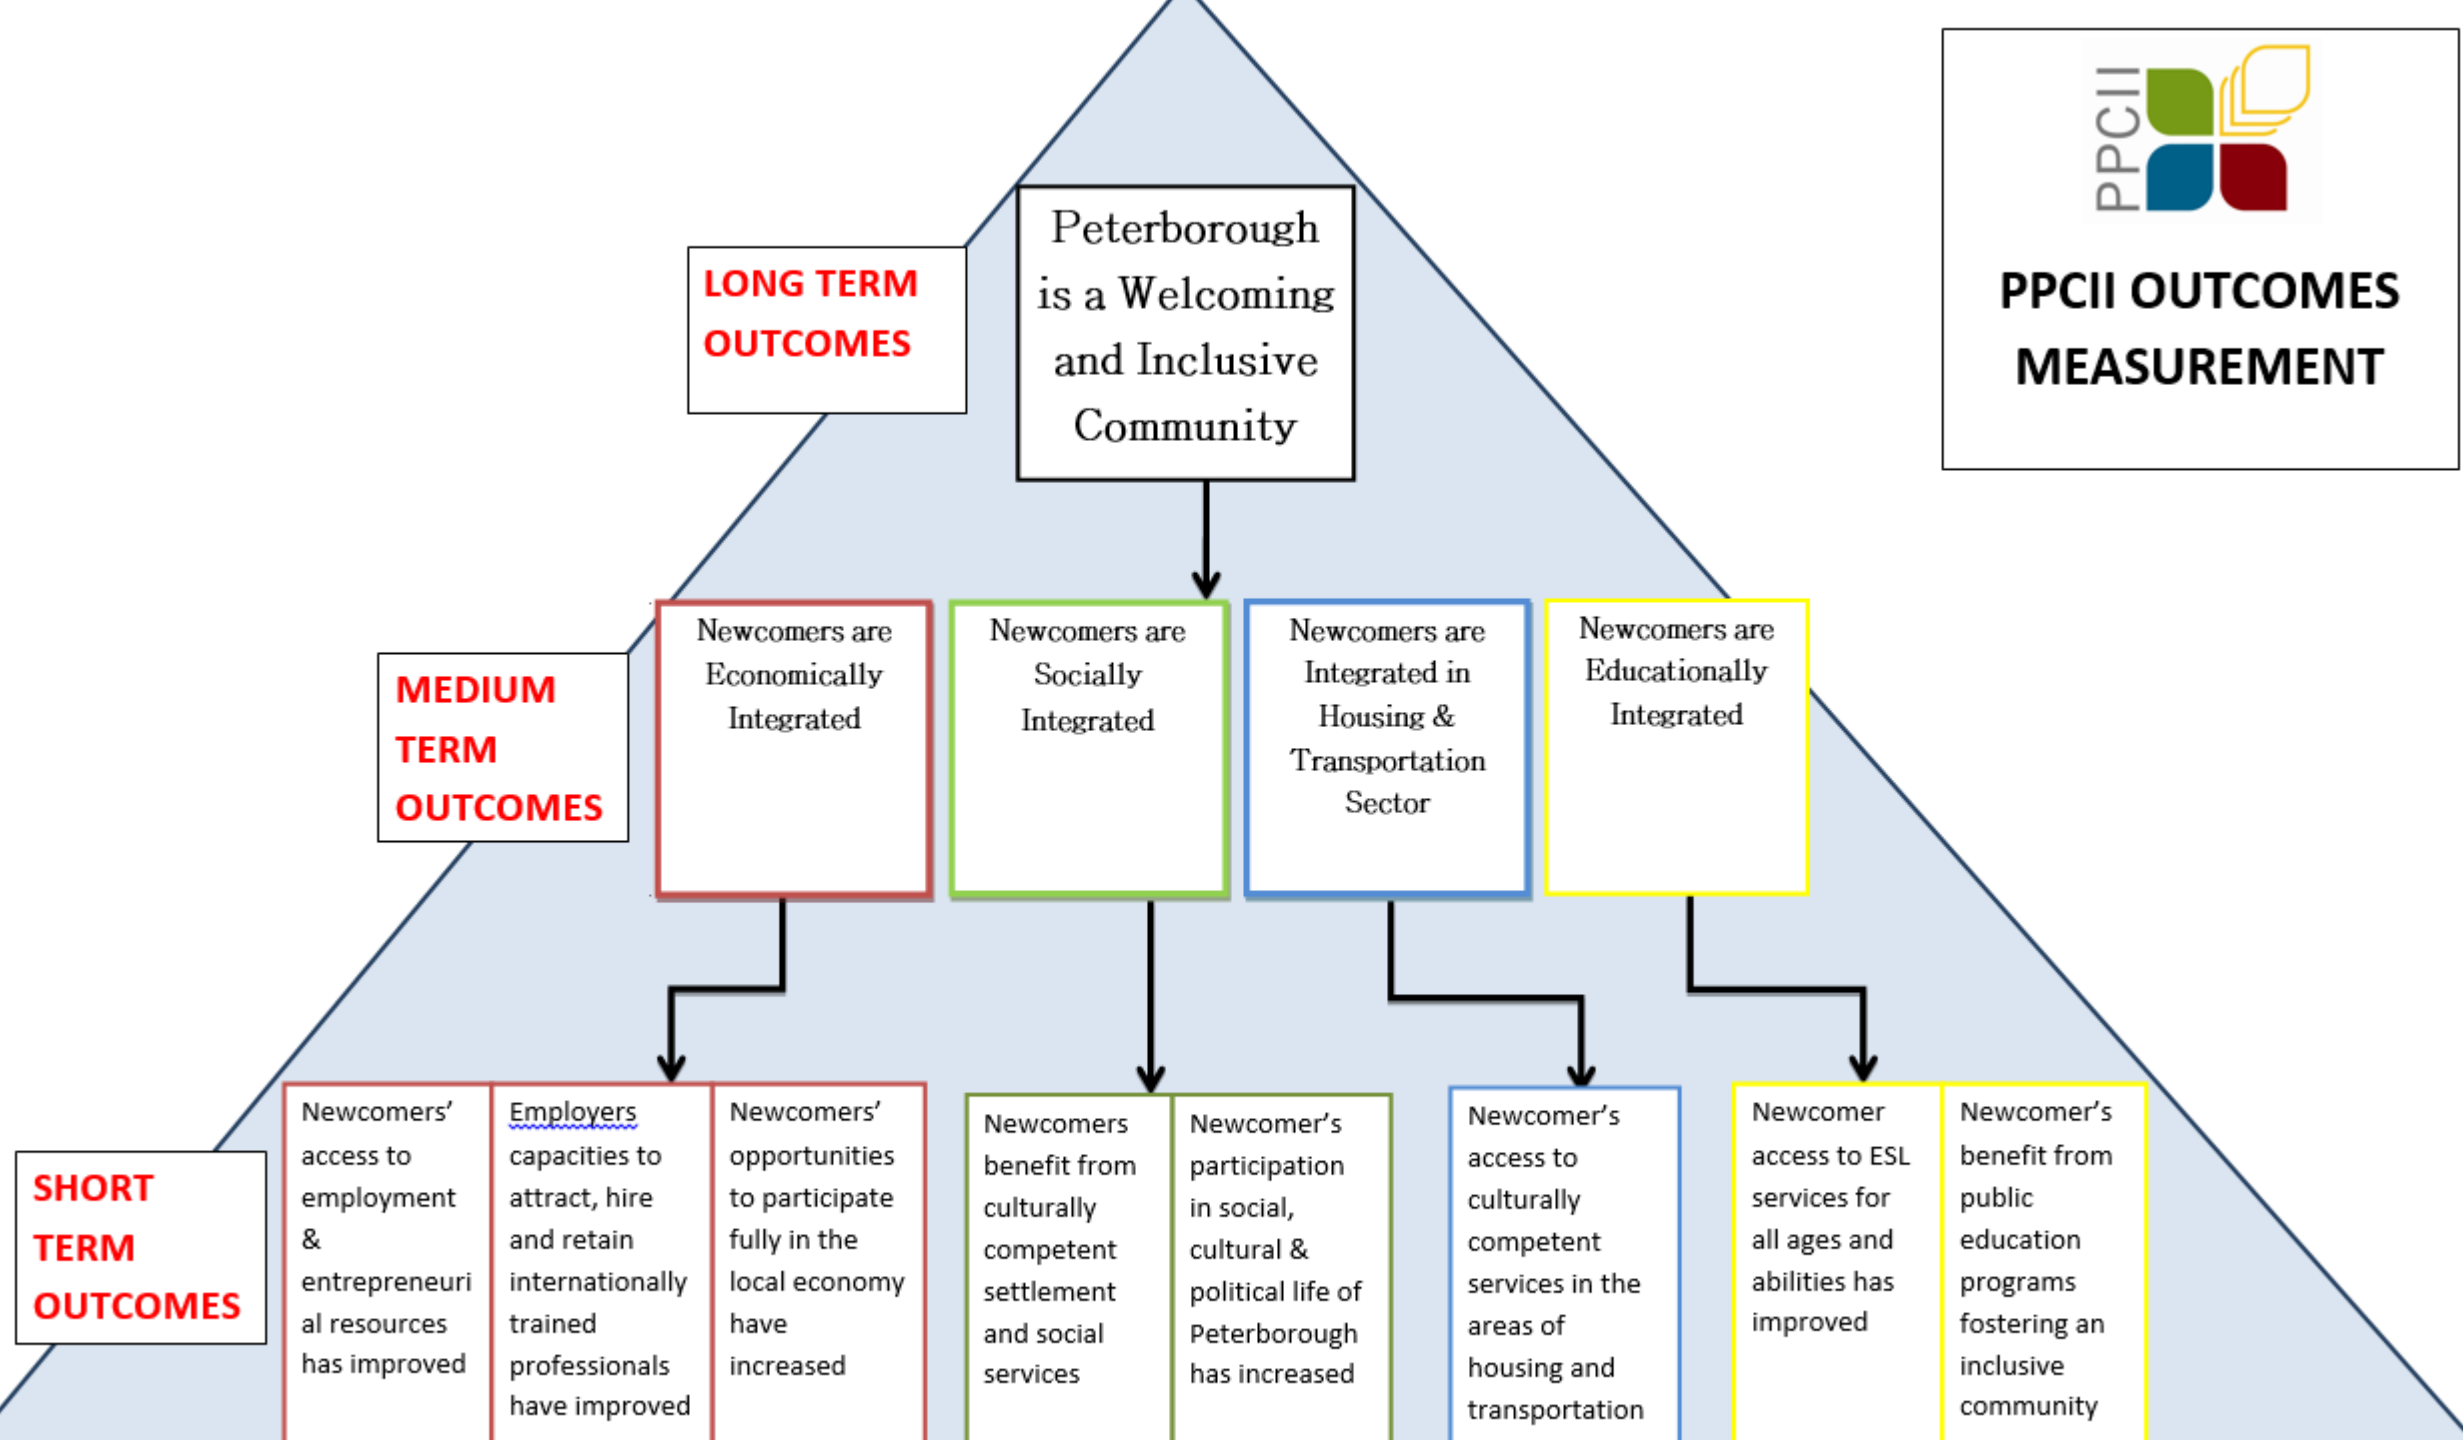 PPCII
PPCII OUTCOMES
MEASUREMENT
LONG TERM
OUTCOMES
Peterborough
is a Welcoming
and Inclusive
Community
MEDIUM
TERM
OUTCOMES
Newcomers are
Economically
Integrated
Newcomers are
Socially
Integrated
Newcomers are
Integrated in
Housing &
Transportation
Sector
Newcomers are
Educationally
Integrated
SHORT
TERM
OUTCOMES
Newcomers’
access to
employment
&
entrepreneuri
al resources
has improved
Employers
capacities to
attract, hire
and retain
internationally
trained
professionals
have improved
Newcomers’
opportunities
to participate
fully in the
local economy
have
increased
Newcomers
benefit from
culturally
competent
settlement
and social
services
Newcomer’s
participation
in social,
cultural &
political life of
Peterborough
has increased
Newcomer’s
access to
culturally
competent
services in the
areas of
housing and
transportation
Newcomer
access to ESL
services for
all ages and
abilities has
improved
Newcomer’s
benefit from
public
education
programs
fostering an
inclusive
community